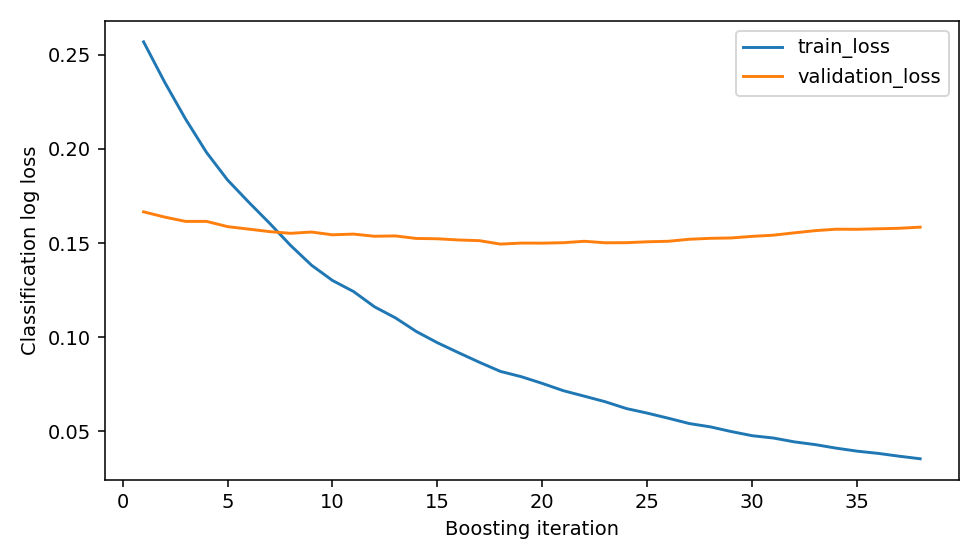 train_loss
validation_loss
0.25
0.20
0.15
0.10
0.05
Classification log loss
0 5 10 15 20 25 30 35
Boosting iteration